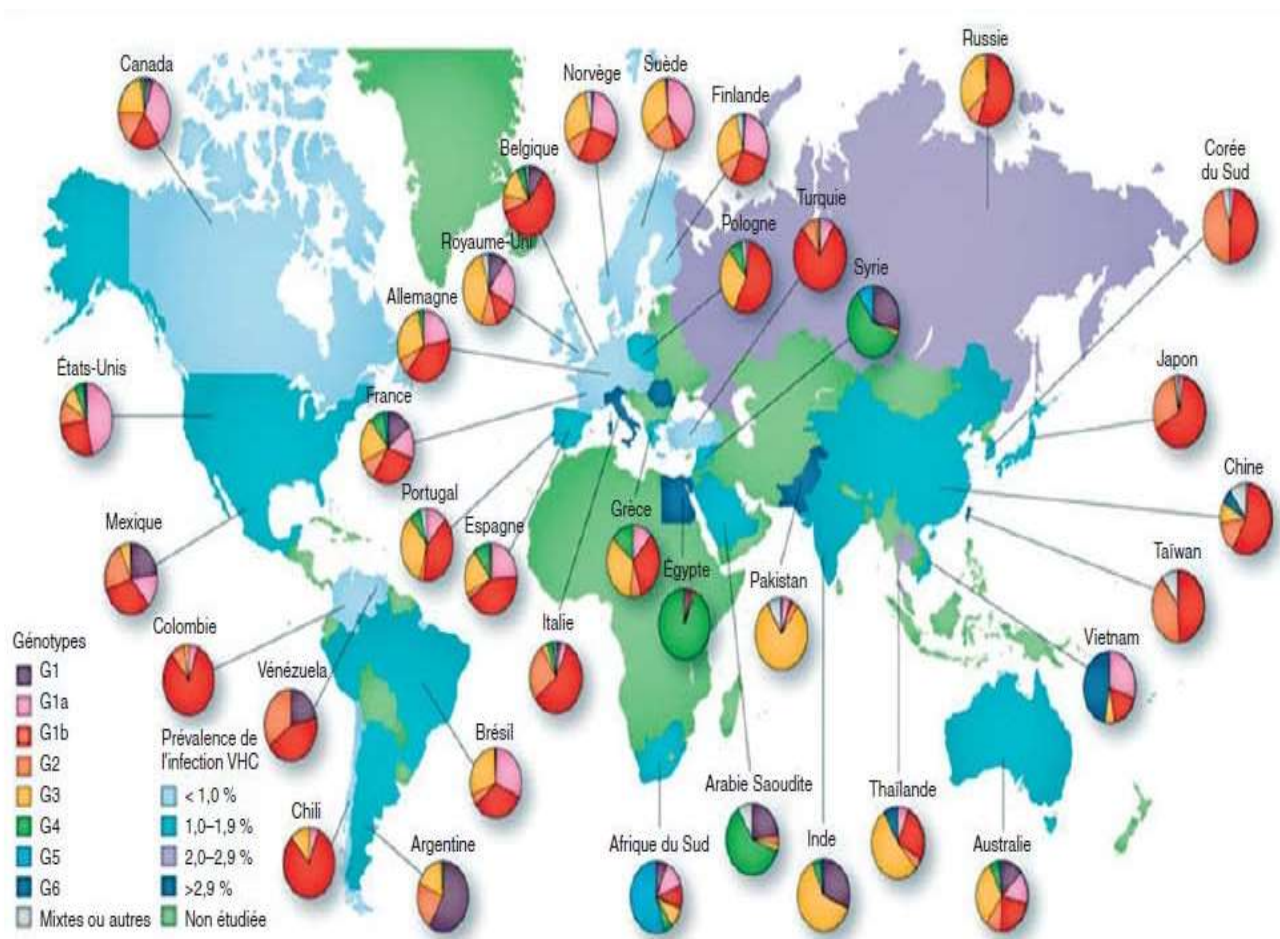 Canada
Norvège
Suède
Russie
Finlande
Belgique
Corée
du Sud
Turquie
Pologne
Royaume-Uni
Syrie
Allemagne
États-Unis
Japon
France
Chine
Portugal
Mexique
Espagne
Grèce
Taïwan
Égypte
Pakistan
Colombie
Italie
Vietnam
Vénézuela
Brésil
Chili
Argentine
Arabie Saoudite
Thaïlande
Afrique du Sud
Inde
Australie
Génotypes
G1
G1a
G1b
G2
G3
G4
G5
G6
Mixtes ou autres
Prévalence de
l'infection VHC
< 1,0 %
1,0–1,9 %
2,0–2,9 %
>2,9 %
Non étudiée